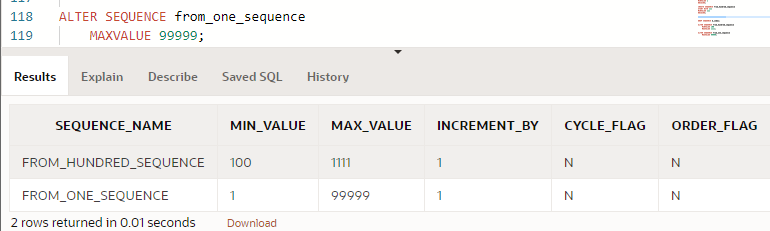 118 ALTER SEQUENCE from_one_sequence
119 MAXVALUE 99999;
Results Explain Describe Saved SQL History
SEQUENCE_NAME MIN_VALUE MAX_VALUE INCREMENT_BY CYCLE_FLAG ORDER_FLAG
FROM_HUNDRED_SEQUENCE 100 1111 1 N N
FROM_ONE_SEQUENCE 1 99999 1 N N
2 rows returned in 0.01 seconds Download